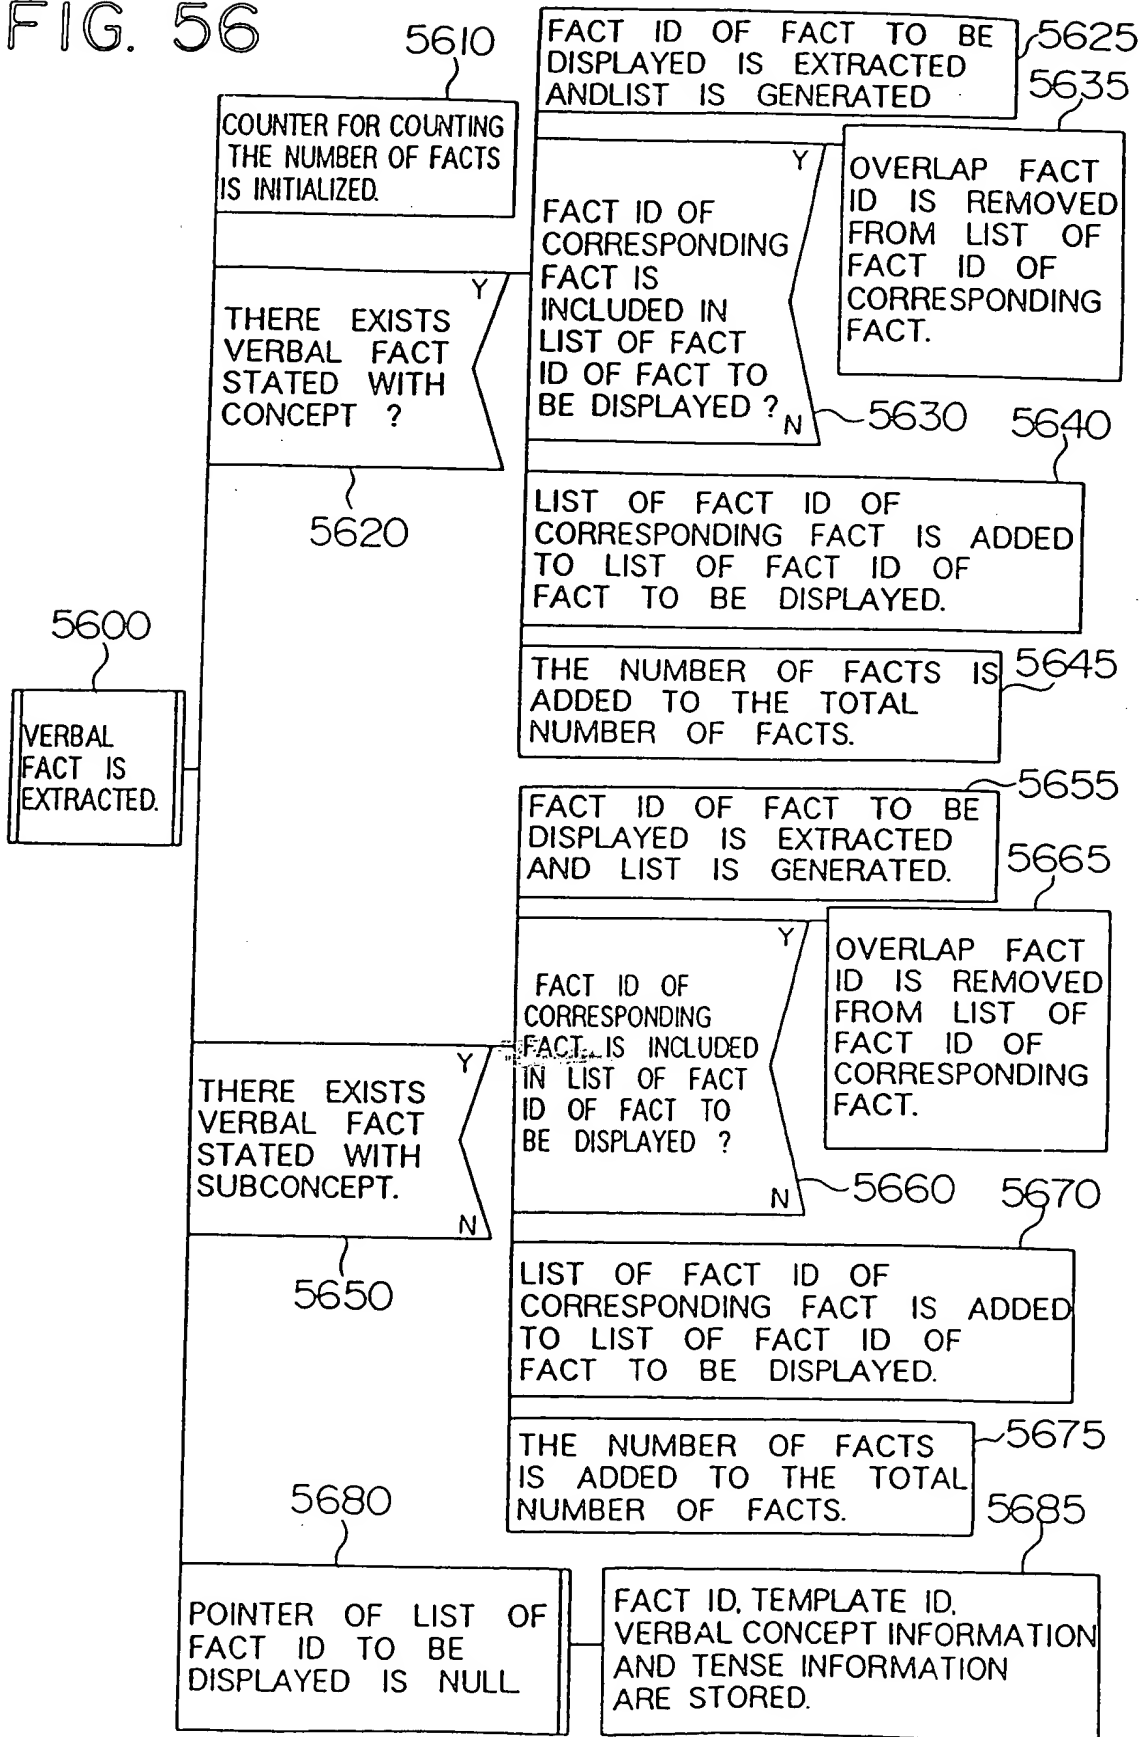 FIG. 56
5610
COUNTER FOR COUNTING
THE NUMBER OF FACTS
IS INITIALIZED.
Y
THERE EXISTS
VERBAL FACT
STATED WITH
CONCEPT ?
5620
5600
VERBAL
FACT IS
EXTRACTED.
FACT ID OF FACT TO BE
DISPLAYED IS EXTRACTED
ANDLIST IS GENERATED
5625
5635
Y
FACT ID OF
CORRESPONDING
FACT IS
INCLUDED IN
LIST OF FACT
ID OF FACT TO
BE DISPLAYED ?
N
5630
OVERLAP FACT
ID IS REMOVED
FROM LIST OF
FACT ID OF
CORRESPONDING
FACT.
5640
LIST OF FACT ID OF
CORRESPONDING FACT IS ADDED
TO LIST OF FACT ID OF
FACT TO BE DISPLAYED.
THE NUMBER OF FACTS IS
ADDED TO THE TOTAL
NUMBER OF FACTS.
5645
Y
THERE EXISTS
VERBAL FACT
STATED WITH
SUBCONCEPT.
N
5650
5655
FACT ID OF FACT TO BE
DISPLAYED IS EXTRACTED
AND LIST IS GENERATED.
5665
Y
FACT ID OF
CORRESPONDING
FACT IS INCLUDED
IN LIST OF FACT
ID OF FACT TO
BE DISPLAYED ?
N
5660
OVERLAP FACT
ID IS REMOVED
FROM LIST OF
FACT ID OF
CORRESPONDING
FACT.
5670
LIST OF FACT ID OF
CORRESPONDING FACT IS ADDED
TO LIST OF FACT ID OF
FACT TO BE DISPLAYED.
THE NUMBER OF FACTS
IS ADDED TO THE TOTAL
NUMBER OF FACTS.
5675
5680
POINTER OF LIST OF
FACT ID TO BE
DISPLAYED IS NULL
5685
FACT ID, TEMPLATE ID,
VERBAL CONCEPT INFORMATION
AND TENSE INFORMATION
ARE STORED.